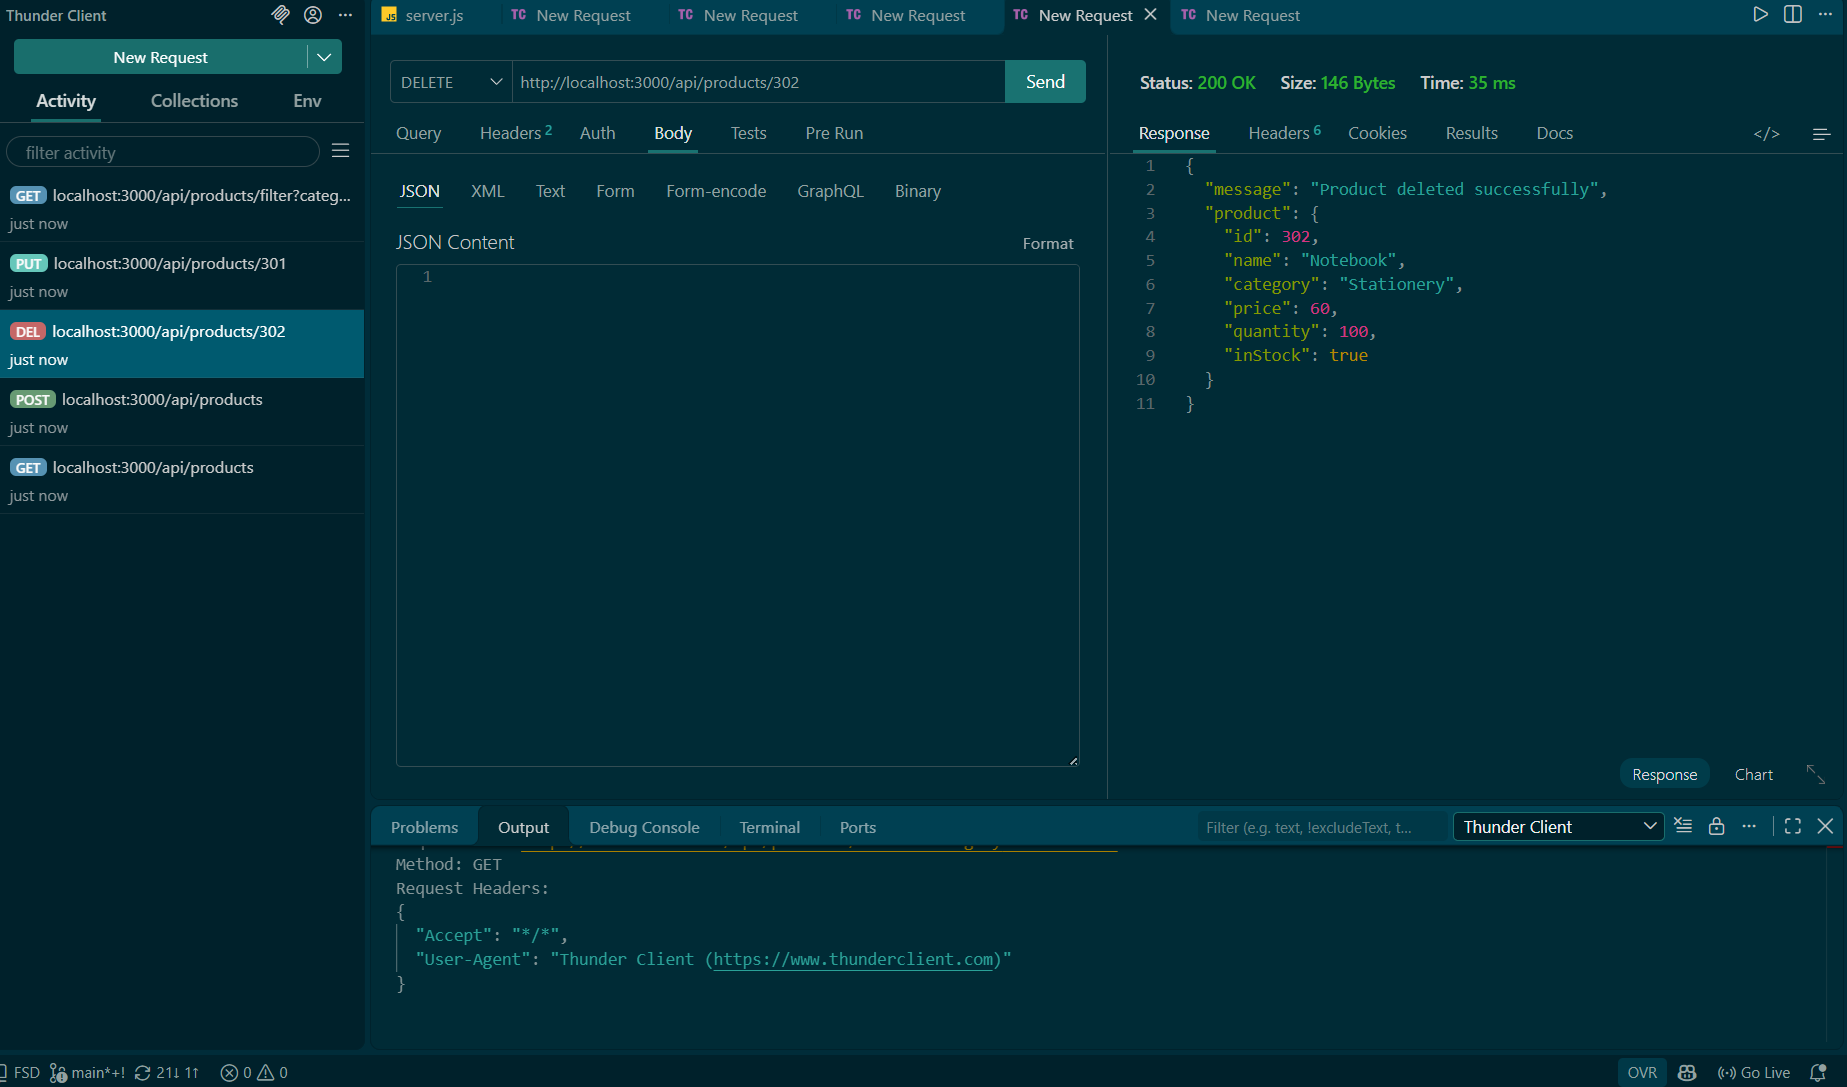 Thunder Client
New Request
Activity Collections Env
filter activity
GET localhost:3000/api/products/filter?categ...
just now
PUT localhost:3000/api/products/301
just now
DEL localhost:3000/api/products/302
just now
POST localhost:3000/api/products
just now
GET localhost:3000/api/products
just now
JS server.js TC New Request TC New Request TC New Request TC New Request TC New Request
DELETE http://localhost:3000/api/products/302 Send
Query Headers 2 Auth Body Tests Pre Run
JSON XML Text Form Form-encode GraphQL Binary
JSON Content Format
1
Status: 200 OK Size: 146 Bytes Time: 35 ms
Response Headers 6 Cookies Results Docs </>
1 {
2 "message": "Product deleted successfully",
3 "product": {
4 "id": 302,
5 "name": "Notebook",
6 "category": "Stationery",
7 "price": 60,
8 "quantity": 100,
9 "inStock": true
10 }
11 }
Response Chart
Problems Output Debug Console Terminal Ports Filter (e.g. text, !excludeText, t... Thunder Client
Method: GET
Request Headers:
{
"Accept": "*/*",
"User-Agent": "Thunder Client (https://www.thunderclient.com)"
}
FSD main*+! 21↓ 1↑ 0 0 OVR Go Live